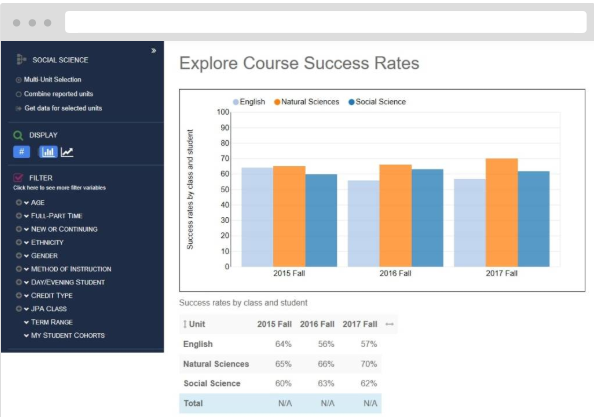 »
SOCIAL SCIENCE
Multi-Unit Selection
Combine reported units
Get data for selected units
DISPLAY
#
FILTER
Click here to see more filter variables
AGE
FULL-PART TIME
NEW OR CONTINUING
ETHNICITY
GENDER
METHOD OF INSTRUCTION
DAY/EVENING STUDENT
CREDIT TYPE
JPA CLASS
TERM RANGE
MY STUDENT COHORTS
Explore Course Success Rates
English Natural Sciences Social Science
Success rates by class and student
100
90
80
70
60
50
40
30
20
10
0
2015 Fall 2016 Fall 2017 Fall
Success rates by class and student
Unit 2015 Fall 2016 Fall 2017 Fall
English 64% 56% 57%
Natural Sciences 65% 66% 70%
Social Science 60% 63% 62%
Total N/A N/A N/A